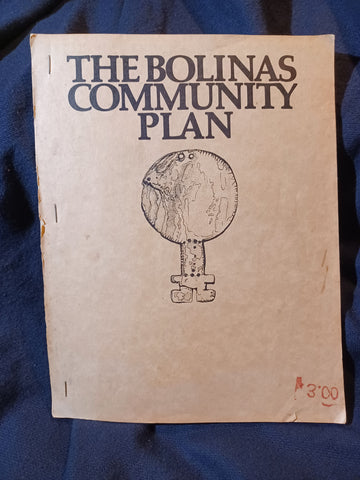 THE BOLINAS
COMMUNITY
PLAN
$3.00